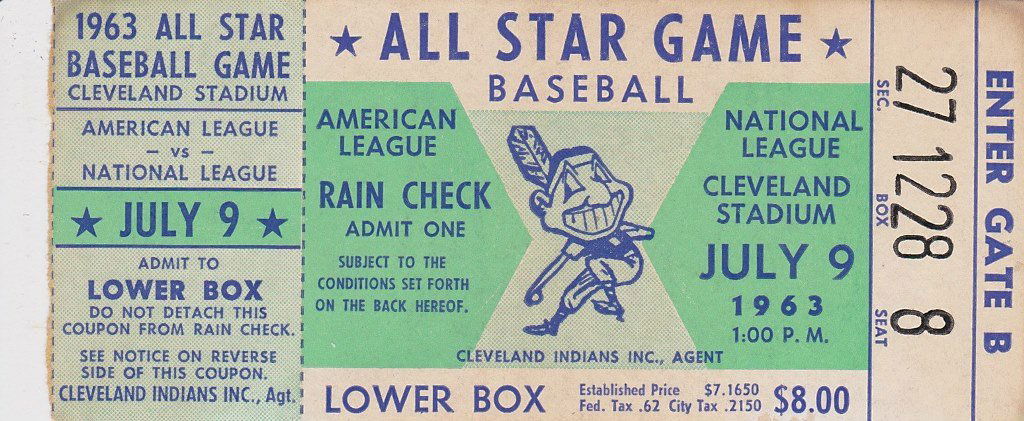 1963 ALL STAR
BASEBALL GAME
CLEVELAND STADIUM
AMERICAN LEAGUE
– vs –
NATIONAL LEAGUE
★ JULY 9 ★
ADMIT TO
LOWER BOX
DO NOT DETACH THIS
COUPON FROM RAIN CHECK.
SEE NOTICE ON REVERSE
SIDE OF THIS COUPON.
CLEVELAND INDIANS INC., Agt.
★ ALL STAR GAME ★
BASEBALL
AMERICAN
LEAGUE
RAIN CHECK
ADMIT ONE
SUBJECT TO THE
CONDITIONS SET FORTH
ON THE BACK HEREOF.
NATIONAL
LEAGUE
CLEVELAND
STADIUM
JULY 9
1963
1:00 P. M.
CLEVELAND INDIANS INC., AGENT
LOWER BOX
Established Price $7.1650
Fed. Tax .62 City Tax .2150
$8.00
27 1228 8
SEC. BOX SEAT
ENTER GATE B